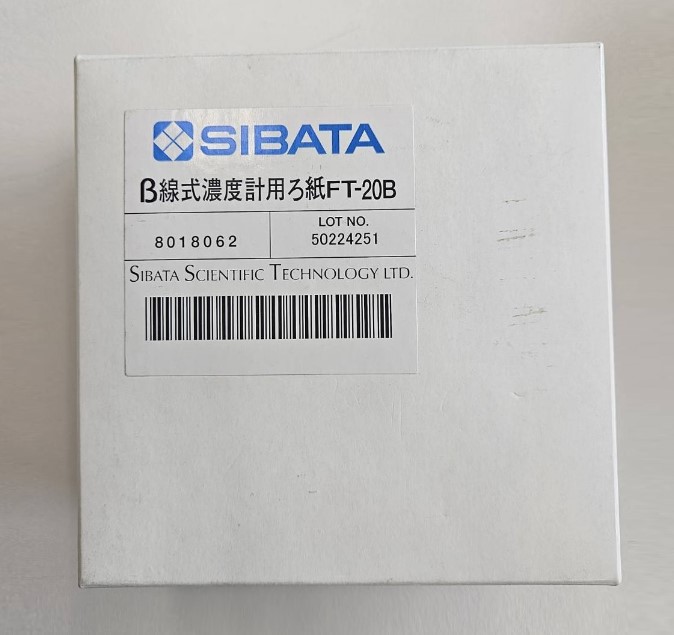 SIBATA
β線式濃度計用ろ紙FT-20B
LOT NO.
8018062
50224251
SIBATA SCIENTIFIC TECHNOLOGY LTD.